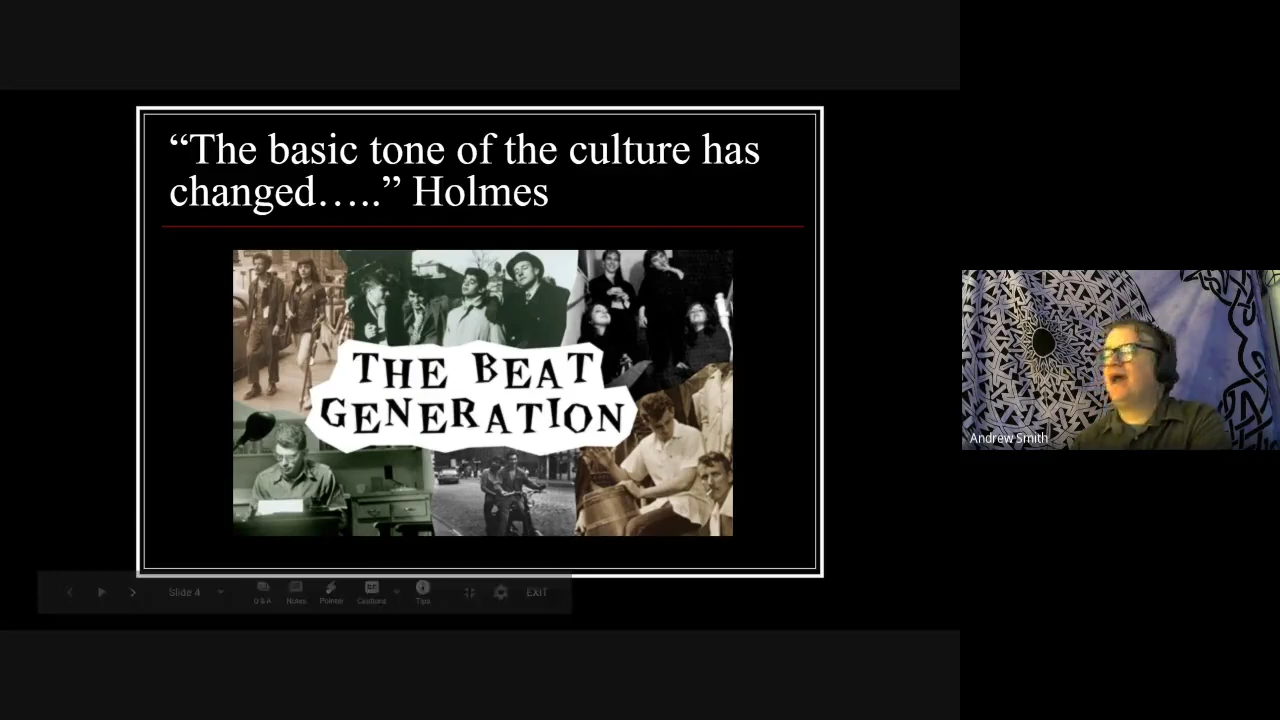 “The basic tone of the culture has
changed…..” Holmes
THE BEAT
GENERATION
Andrew Smith
Slide 4
Q & A
Notes
Pointer
Captions
Tips
EXIT